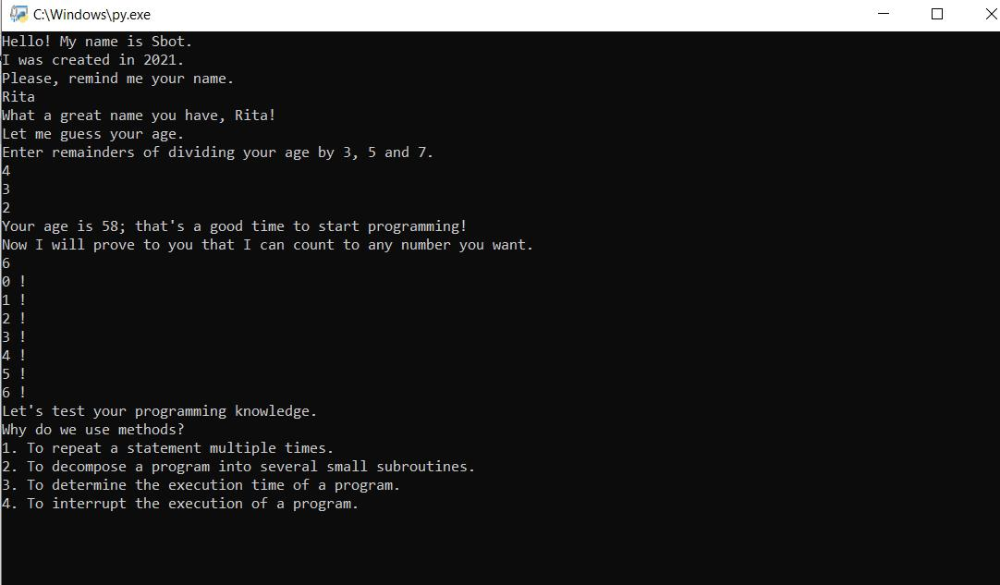 C:\Windows\py.exe
Hello! My name is Sbot.
I was created in 2021.
Please, remind me your name.
Rita
What a great name you have, Rita!
Let me guess your age.
Enter remainders of dividing your age by 3, 5 and 7.
4
3
2
Your age is 58; that's a good time to start programming!
Now I will prove to you that I can count to any number you want.
6
0 !
1 !
2 !
3 !
4 !
5 !
6 !
Let's test your programming knowledge.
Why do we use methods?
1. To repeat a statement multiple times.
2. To decompose a program into several small subroutines.
3. To determine the execution time of a program.
4. To interrupt the execution of a program.